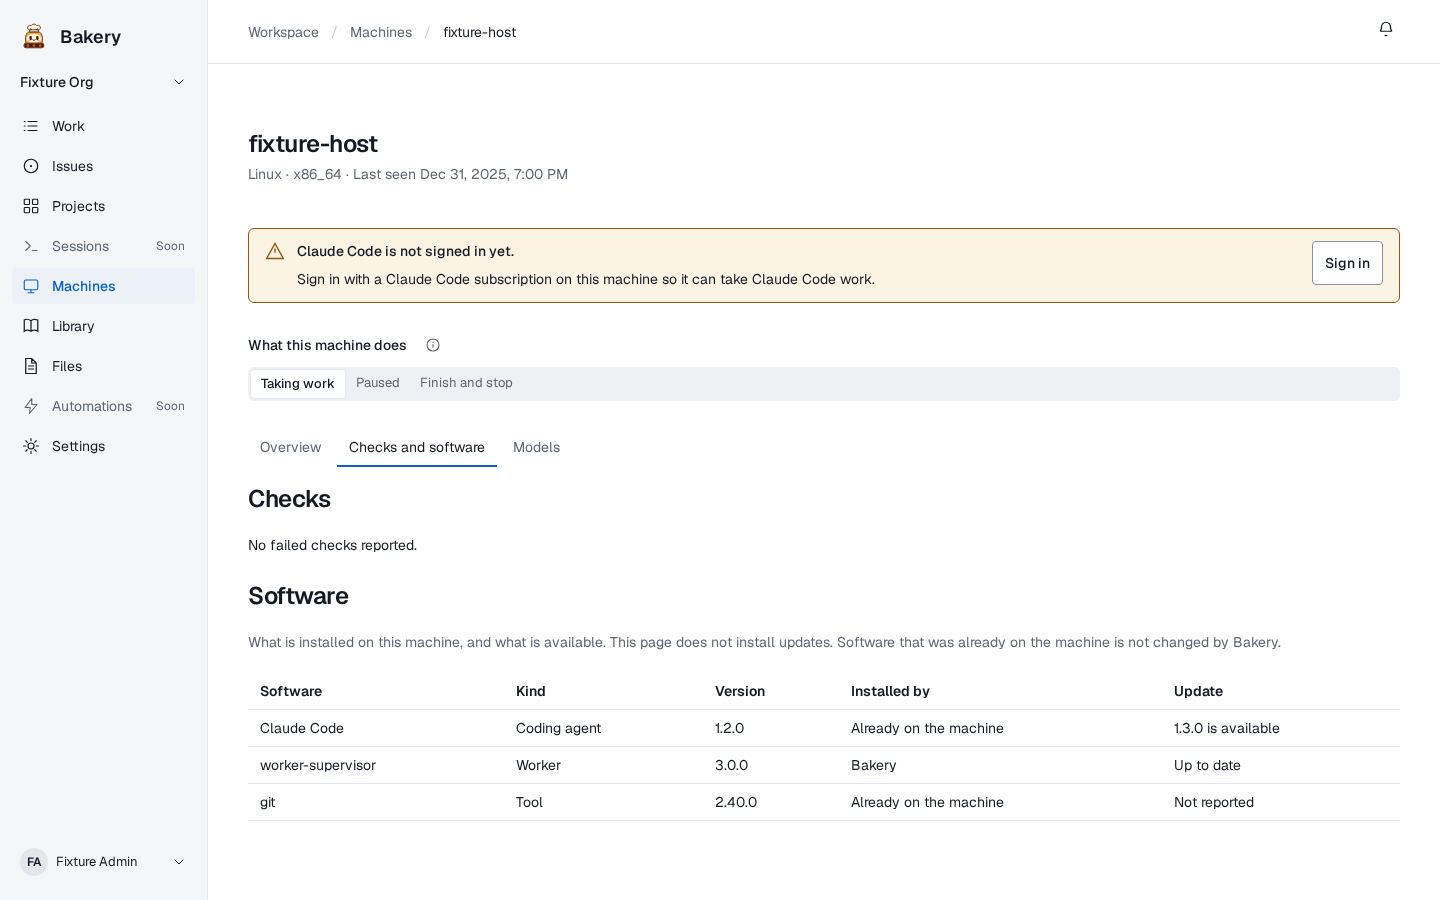 Bakery
Fixture Org
Work
Issues
Projects
Sessions Soon
Machines
Library
Files
Automations Soon
Settings
FA Fixture Admin
Workspace / Machines / fixture-host
fixture-host
Linux · x86_64 · Last seen Dec 31, 2025, 7:00 PM
Claude Code is not signed in yet.
Sign in with a Claude Code subscription on this machine so it can take Claude Code work.
Sign in
What this machine does
Taking work Paused Finish and stop
Overview Checks and software Models
Checks
No failed checks reported.
Software
What is installed on this machine, and what is available. This page does not install updates. Software that was already on the machine is not changed by Bakery.
Software Kind Version Installed by Update
Claude Code Coding agent 1.2.0 Already on the machine 1.3.0 is available
worker-supervisor Worker 3.0.0 Bakery Up to date
git Tool 2.40.0 Already on the machine Not reported